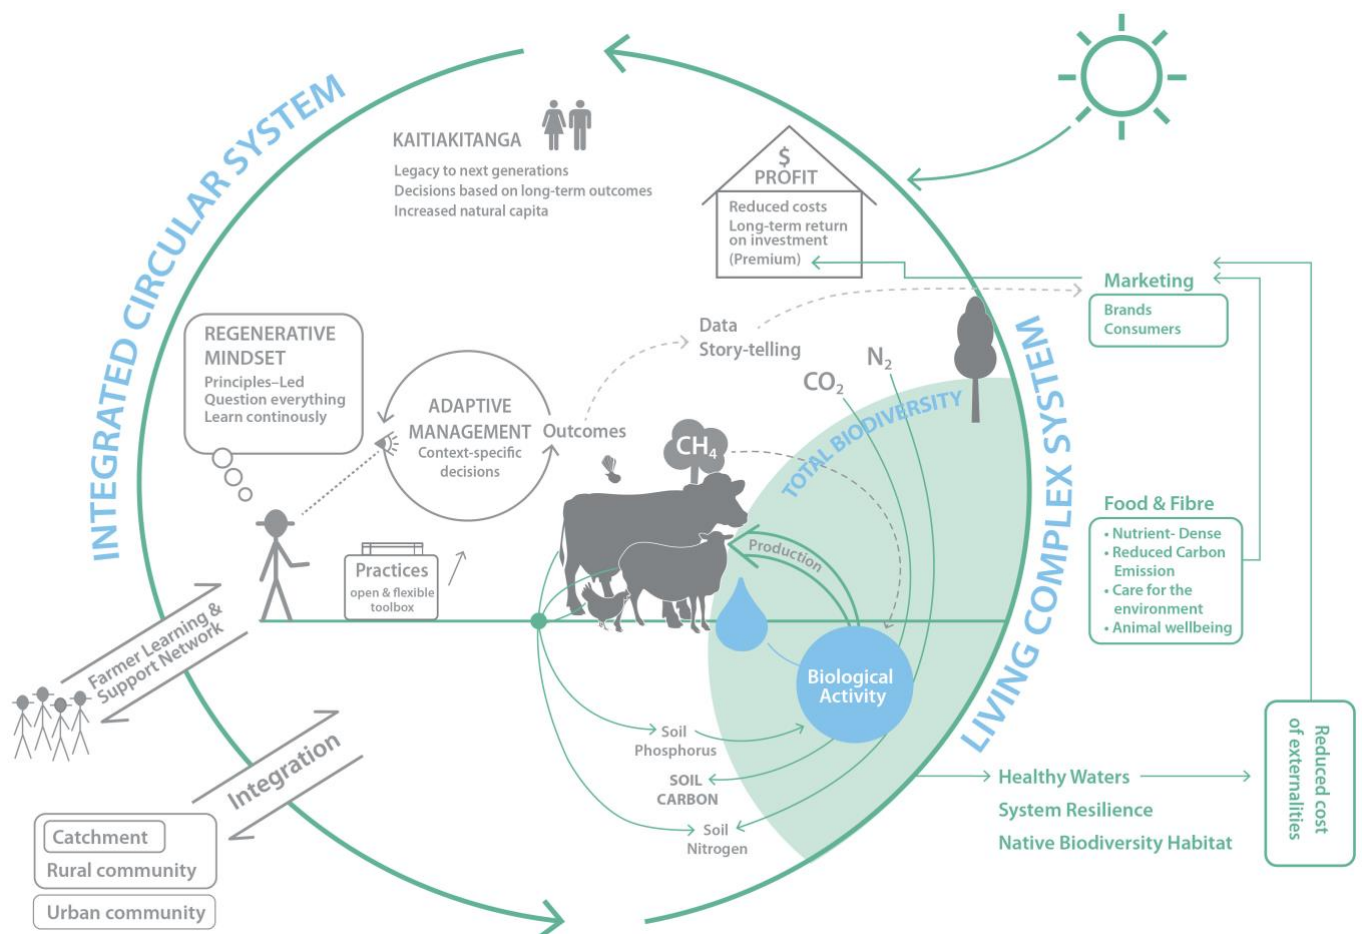 INTEGRATED CIRCULAR SYSTEM
KAITIAKITANGA
Legacy to next generations
Decisions based on long-term outcomes
Increased natural capita
$
PROFIT
Reduced costs
Long-term return
on investment
(Premium)
Marketing
Brands
Consumers
REGENERATIVE
MINDSET
Principles–Led
Question everything
Learn continously
ADAPTIVE
MANAGEMENT
Context-specific
decisions
Outcomes
Data
Story-telling
N2
CO2
CH4
TOTAL BIODIVERSITY
LIVING COMPLEX SYSTEM
Production
Practices
open & flexible
toolbox
Food & Fibre
• Nutrient- Dense
• Reduced Carbon
Emission
• Care for the
environment
• Animal wellbeing
Farmer Learning &
Support Network
Biological
Activity
Soil
Phosphorus
SOIL
CARBON
Soil
Nitrogen
Integration
Catchment
Rural community
Urban community
Healthy Waters
System Resilience
Native Biodiversity Habitat
Reduced cost
of externalities